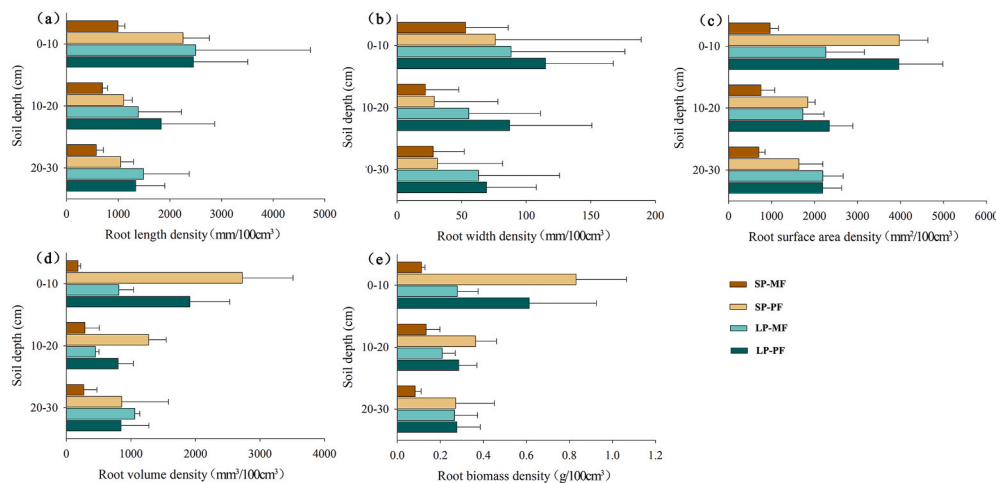 (a)
Soil depth (cm)
0-10
10-20
20-30
0 1000 2000 3000 4000 5000
Root length density (mm/100cm³)
(b)
Soil depth (cm)
0-10
10-20
0-30
0 50 100 150 200
Root width density (mm/100cm³)
(c)
Soil depth (cm)
0-10
10-20
20-30
0 1000 2000 3000 4000 5000 6000
Root surface area density (mm²/100cm³)
(d)
Soil depth (cm)
0-10
10-20
20-30
0 1000 2000 3000 4000
Root volume density (mm³/100cm³)
(e)
Soil depth (cm)
0-10
10-20
20-30
0.0 0.2 0.4 0.6 0.8 1.0 1.2
Root biomass density (g/100cm³)
SP-MF
SP-PF
LP-MF
LP-PF